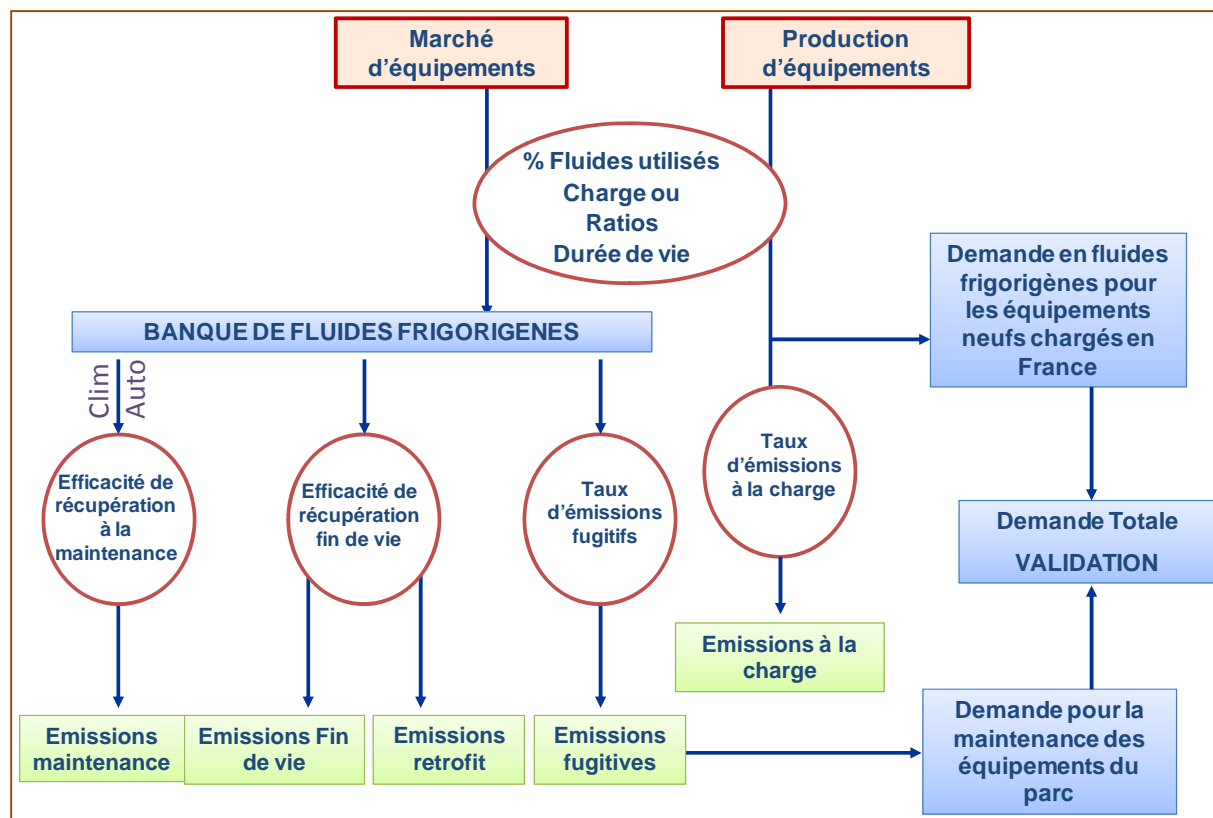 Marché
d'équipements
Production
d'équipements
% Fluides utilisés
Charge ou
Ratios
Durée de vie
Demande en fluides
frigorigènes pour
les équipements
neufs chargés en
France
BANQUE DE FLUIDES FRIGORIGENES
Clim
Auto
Efficacité de
récupération
à la
maintenance
Efficacité de
récupération
fin de vie
Taux
d'émissions
fugitifs
Taux
d'émissions
à la charge
Demande Totale
VALIDATION
Emissions à la
charge
Emissions
maintenance
Emissions Fin
de vie
Emissions
retrofit
Emissions
fugitives
Demande pour la
maintenance des
équipements du
parc